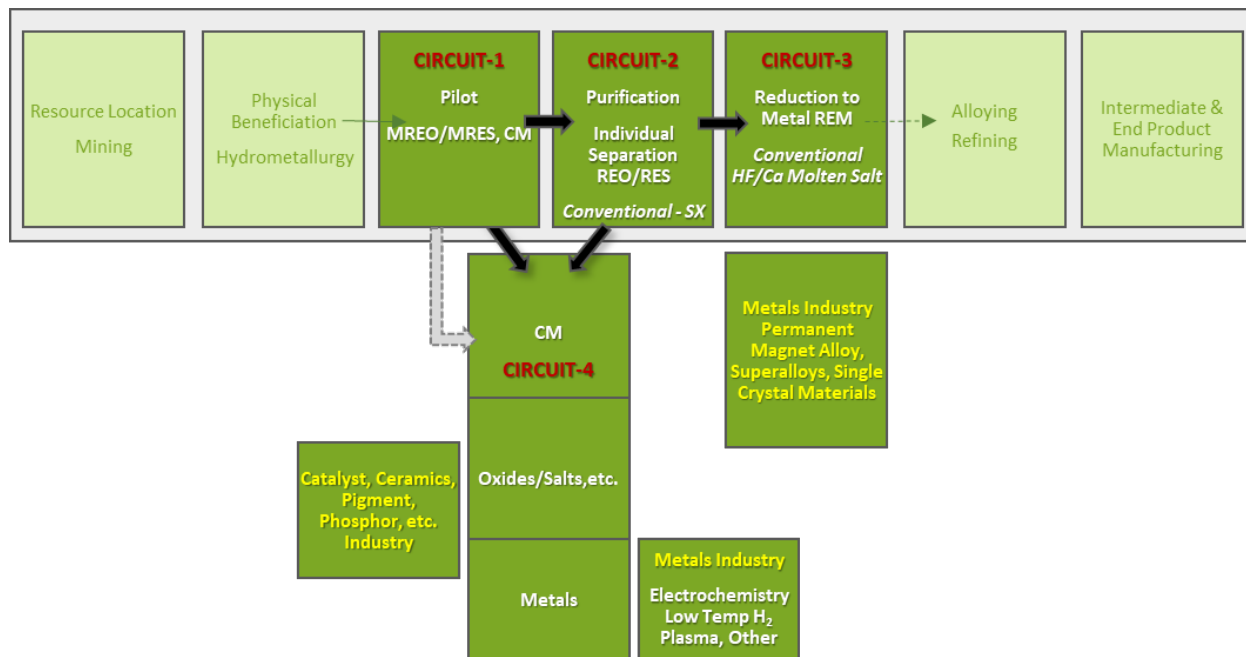 Resource Location
Mining
Physical
Beneficiation
Hydrometallurgy
CIRCUIT-1
Pilot
MREO/MRES, CM
CIRCUIT-2
Purification
Individual
Separation
REO/RES
Conventional - SX
CIRCUIT-3
Reduction to
Metal REM
Conventional
HF/Ca Molten Salt
Alloying
Refining
Intermediate &
End Product
Manufacturing
CM
CIRCUIT-4
Metals Industry
Permanent
Magnet Alloy,
Superalloys, Single
Crystal Materials
Catalyst, Ceramics,
Pigment,
Phosphor, etc.
Industry
Oxides/Salts,etc.
Metals
Metals Industry
Electrochemistry
Low Temp H₂
Plasma, Other